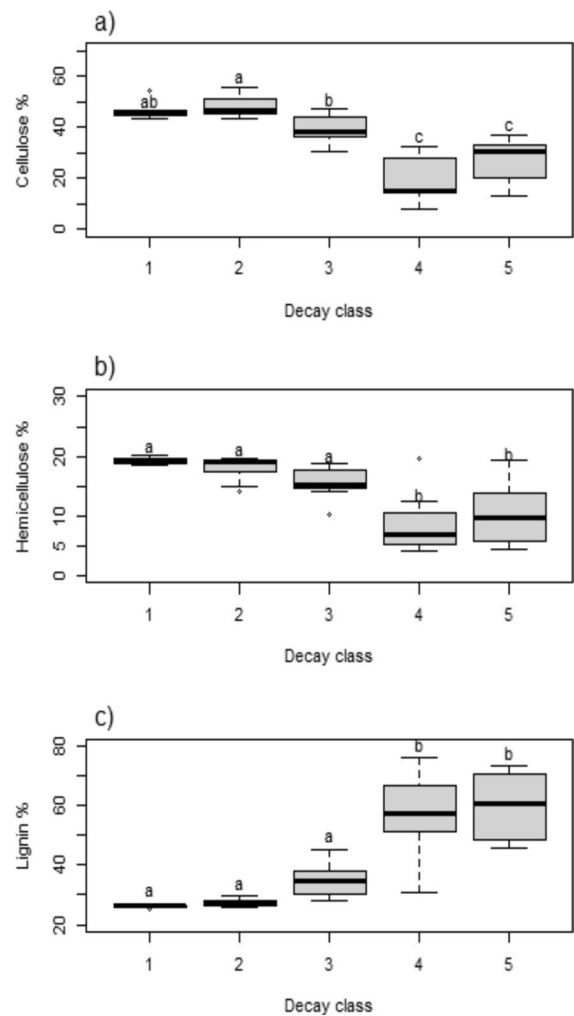 a)
Cellulose %
60
40
20
0
ab
a
b
c
c
1 2 3 4 5
Decay class
b)
Hemicellulose %
30
20
10
5
0
a
a
a
b
b
1 2 3 4 5
Decay class
c)
Lignin %
80
60
40
20
a
a
a
b
b
1 2 3 4 5
Decay class